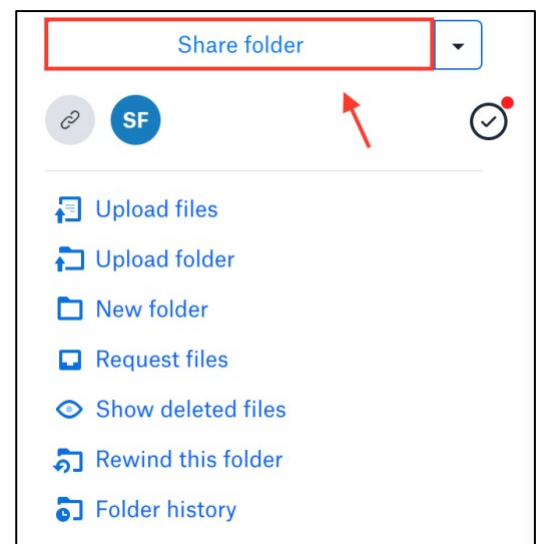 Share folder
SF
Upload files
Upload folder
New folder
Request files
Show deleted files
Rewind this folder
Folder history